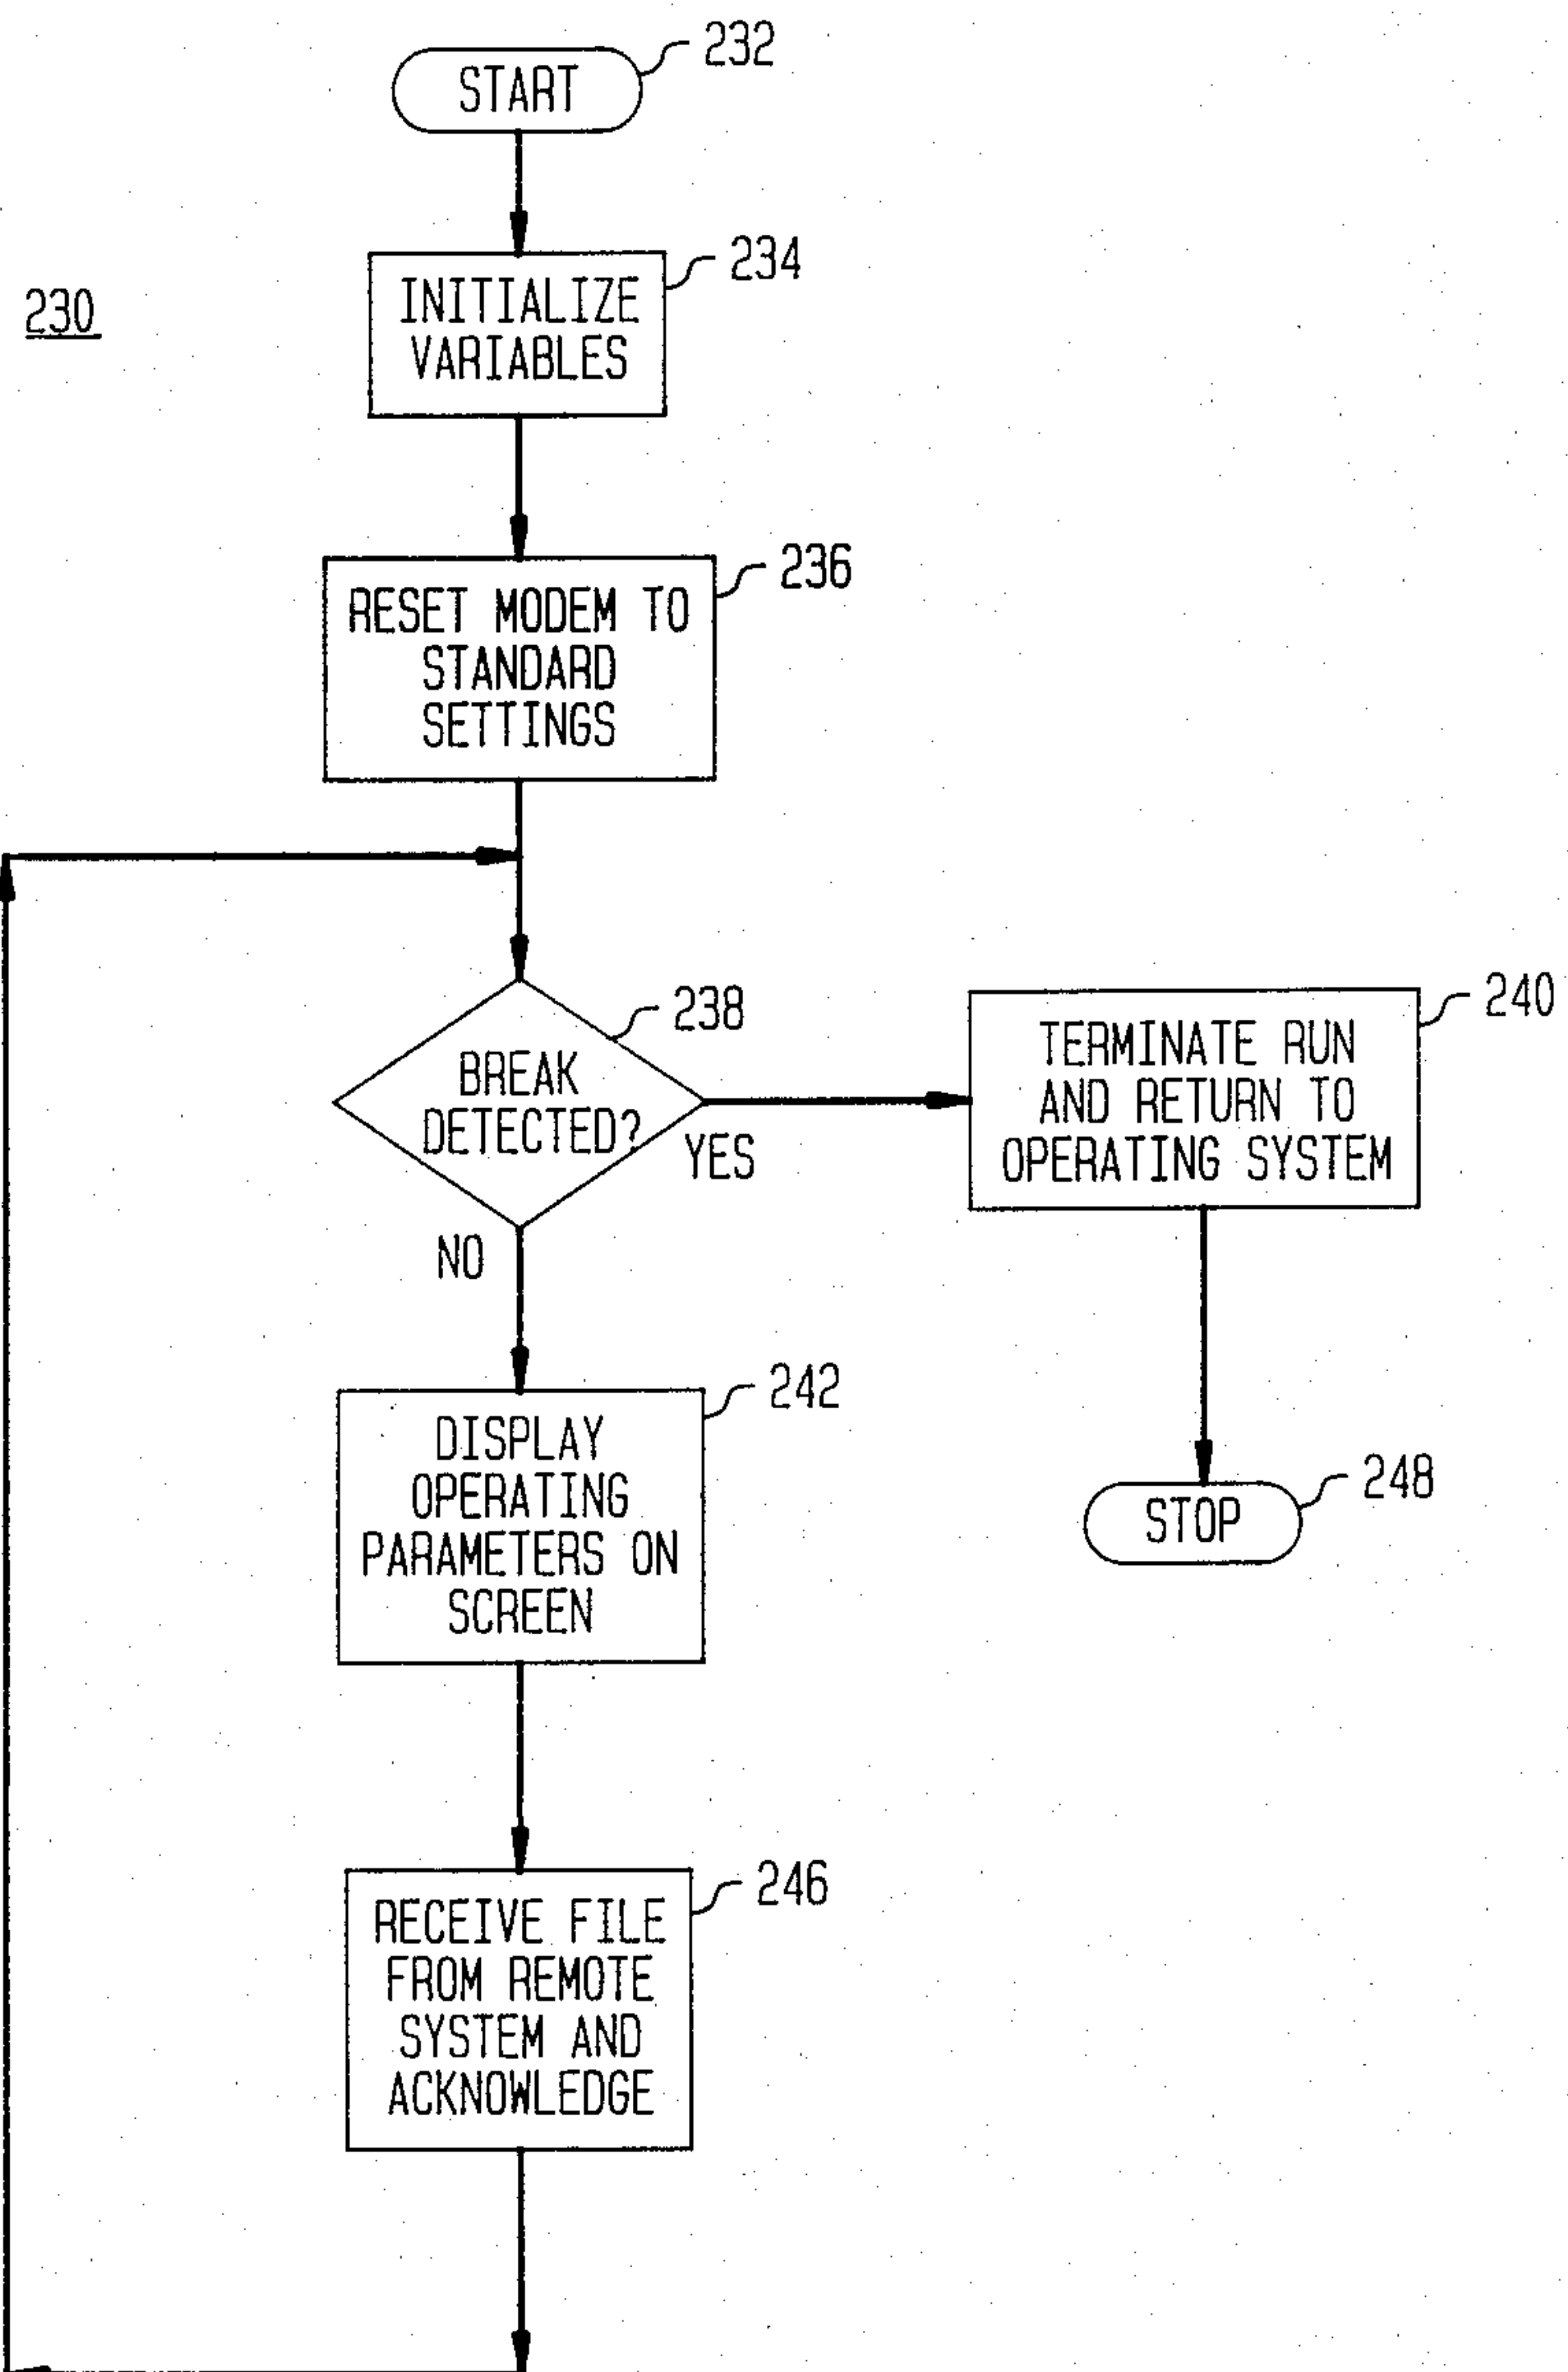 232
START
234
230
INITIALIZE
VARIABLES
236
RESET MODEM TO
STANDARD
SETTINGS
238
BREAK
DETECTED?
YES
NO
240
TERMINATE RUN
AND RETURN TO
OPERATING SYSTEM
242
DISPLAY
OPERATING
PARAMETERS ON
SCREEN
248
STOP
246
RECEIVE FILE
FROM REMOTE
SYSTEM AND
ACKNOWLEDGE